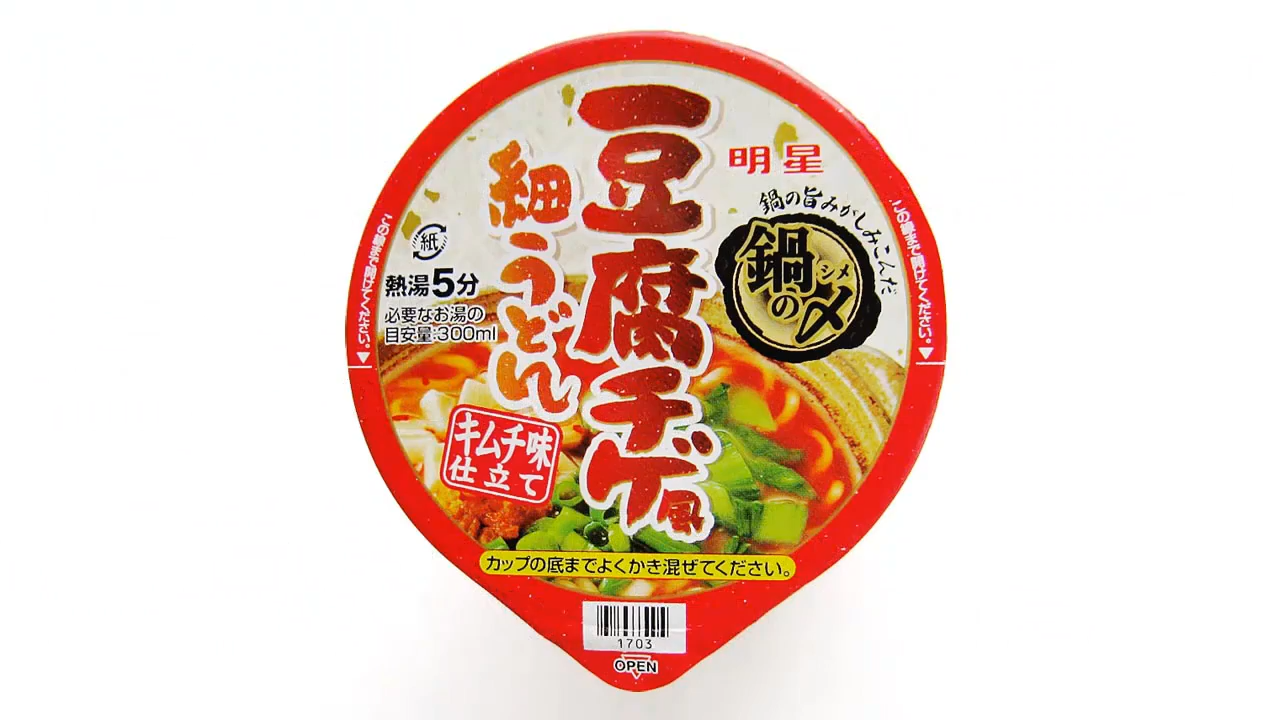 明星
鍋の旨みがしみこんだ
鍋の〆
シメ
豆腐チゲ風
細うどん
キムチ味
仕立て
紙
熱湯5分
必要なお湯の
目安量:300ml
この線まで開けてください。
この線まで開けてください。
カップの底までよくかき混ぜてください。
1703
OPEN